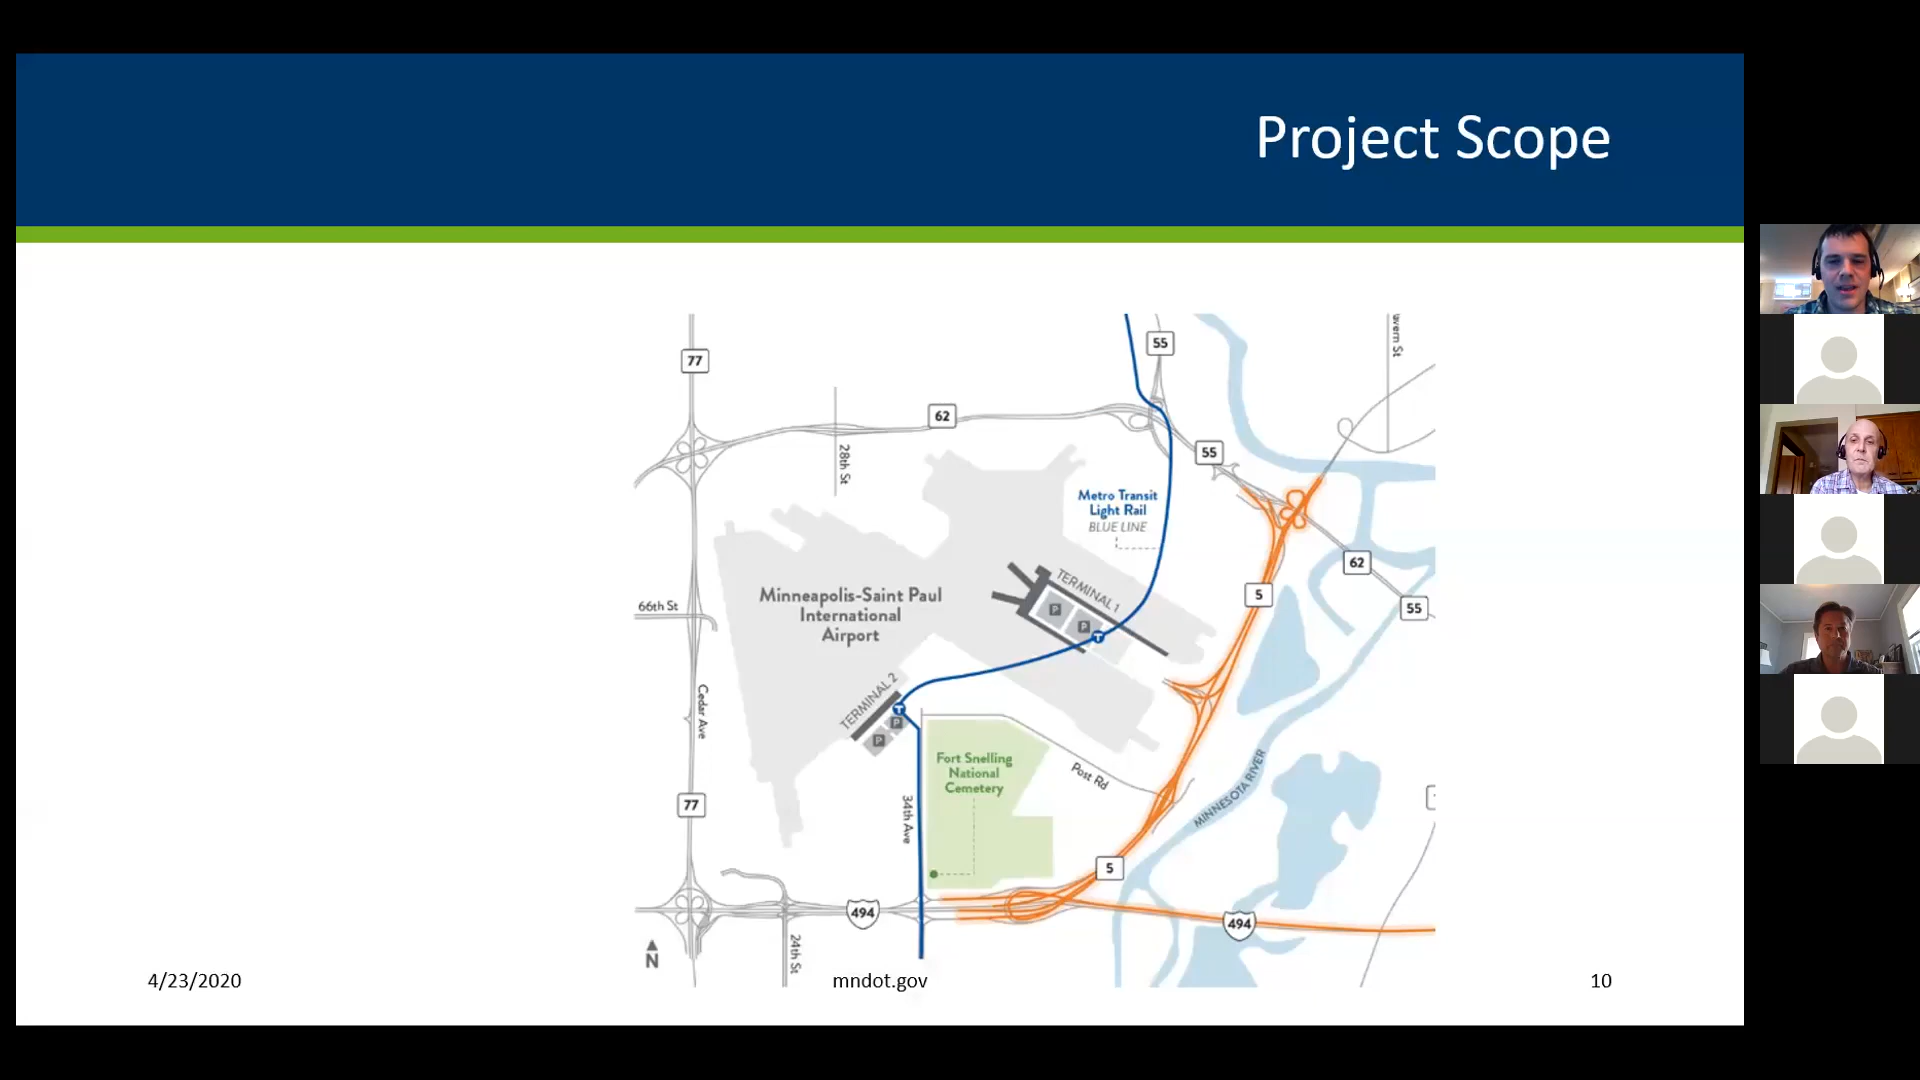 Project Scope
77
55
avern St
62
28th St
55
Metro Transit
Light Rail
BLUE LINE
62
5
55
TERMINAL 1
P
P
T
66th St
Minneapolis-Saint Paul
International
Airport
TERMINAL 2
T
P
P
Cedar Ave
Fort Snelling
National
Cemetery
Post Rd
MINNESOTA RIVER
77
34th Ave
5
494
494
24th St
N
4/23/2020
mndot.gov
10